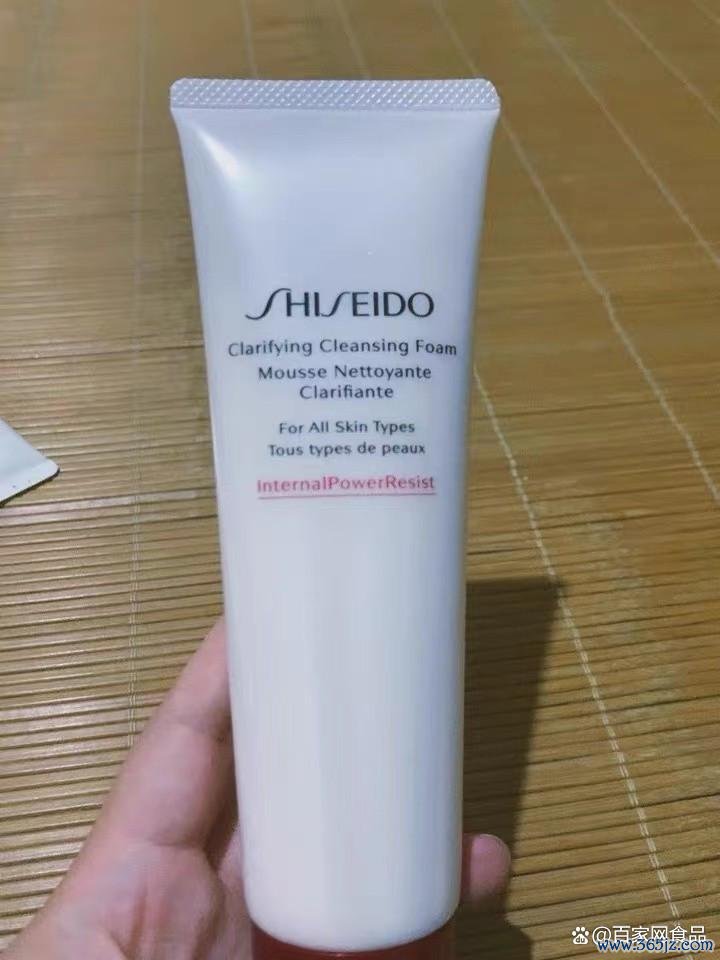 SHISEIDO
Clarifying Cleansing Foam
Mousse Nettoyante
Clarifiante
For All Skin Types
Tous types de peaux
InternalPowerResist
@百家网食品
www.365jz.com